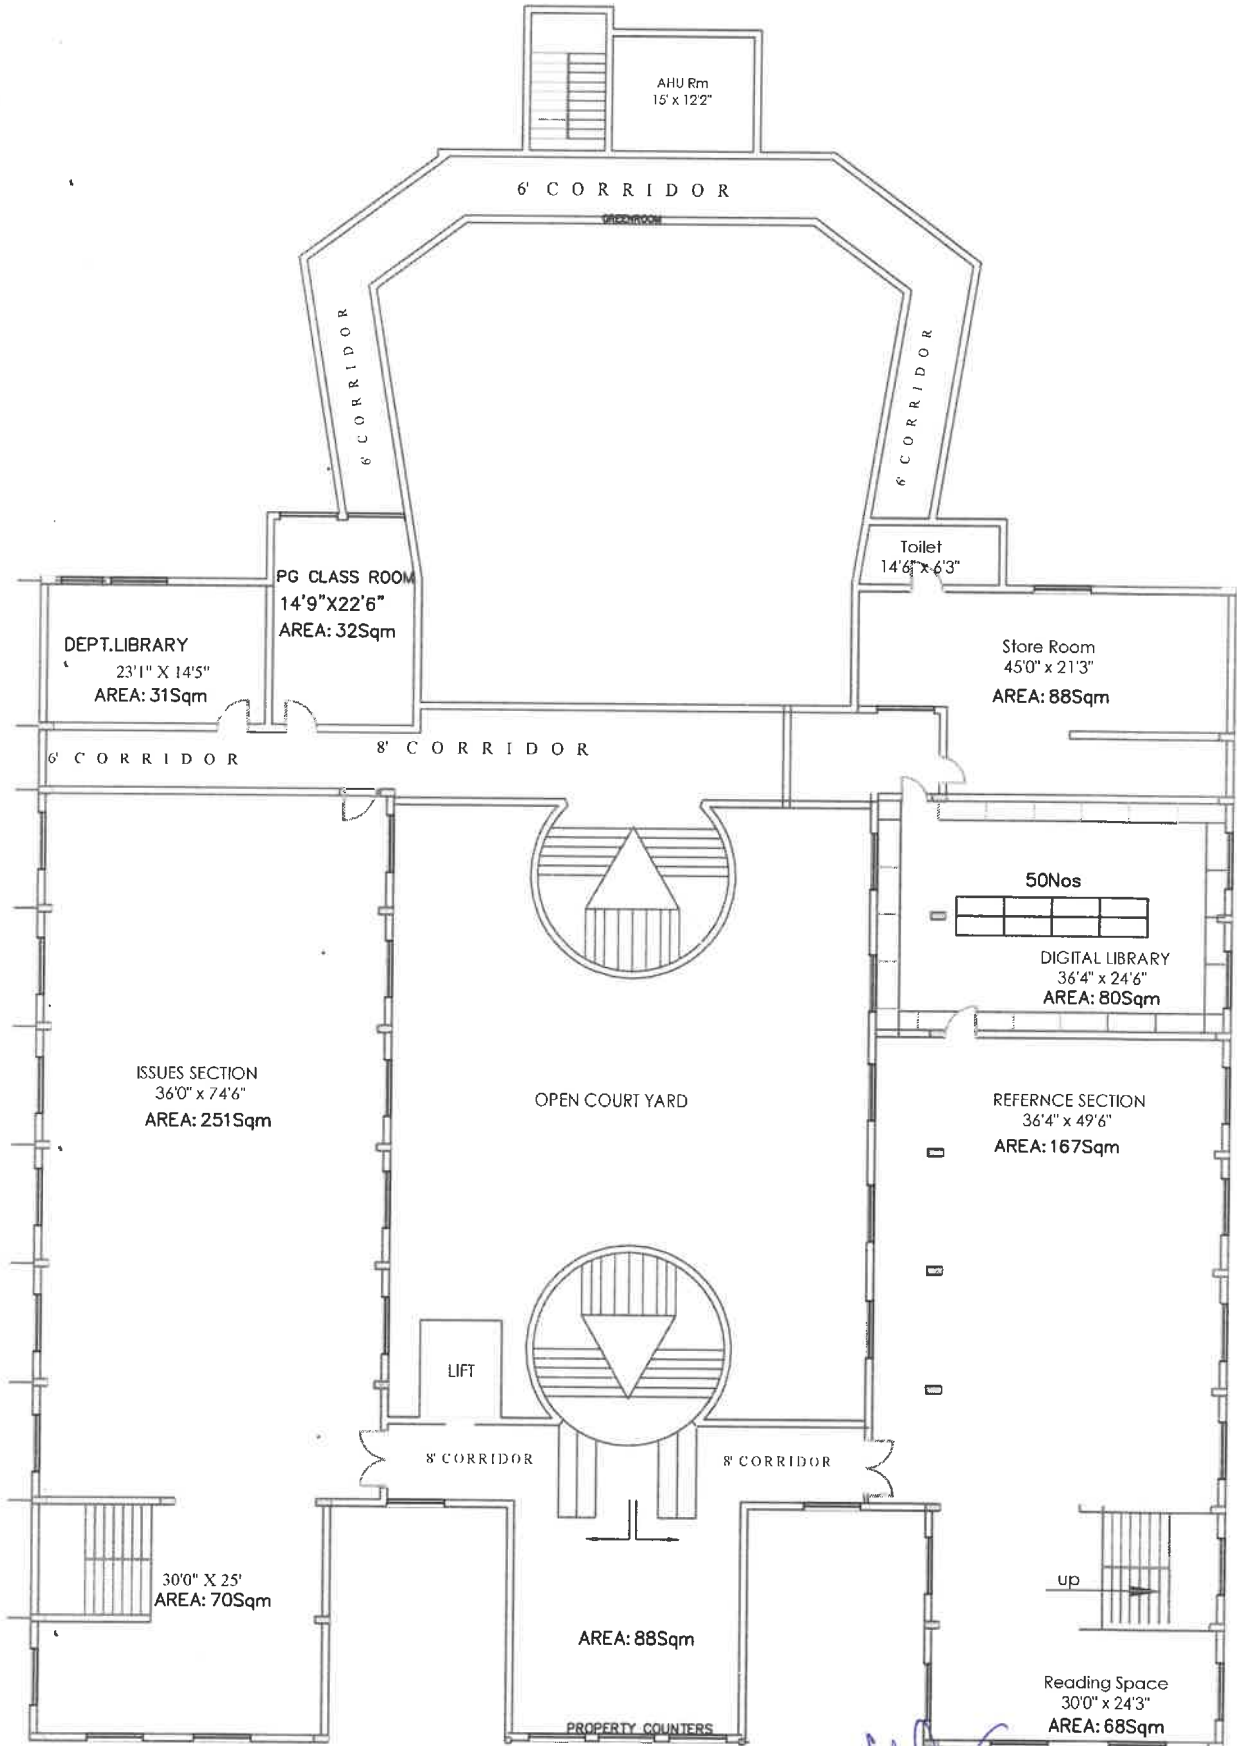 AHU Rm
15' x 12'2"
6' CORRIDOR
GREENROOM
6' CORRIDOR
6' CORRIDOR
Toilet
14'6" x 6'3"
PG CLASS ROOM
14'9"X22'6"
AREA: 32Sqm
DEPT.LIBRARY
23'1" X 14'5"
AREA: 31Sqm
Store Room
45'0" x 21'3"
AREA: 88Sqm
6' CORRIDOR
8' CORRIDOR
50Nos
DIGITAL LIBRARY
36'4" x 24'6"
AREA: 80Sqm
ISSUES SECTION
36'0" x 74'6"
AREA: 251Sqm
OPEN COURT YARD
REFERNCE SECTION
36'4" x 49'6"
AREA: 167Sqm
LIFT
8' CORRIDOR
8' CORRIDOR
30'0" X 25'
AREA: 70Sqm
up
AREA: 88Sqm
Reading Space
30'0" x 24'3"
AREA: 68Sqm
PROPERTY COUNTERS